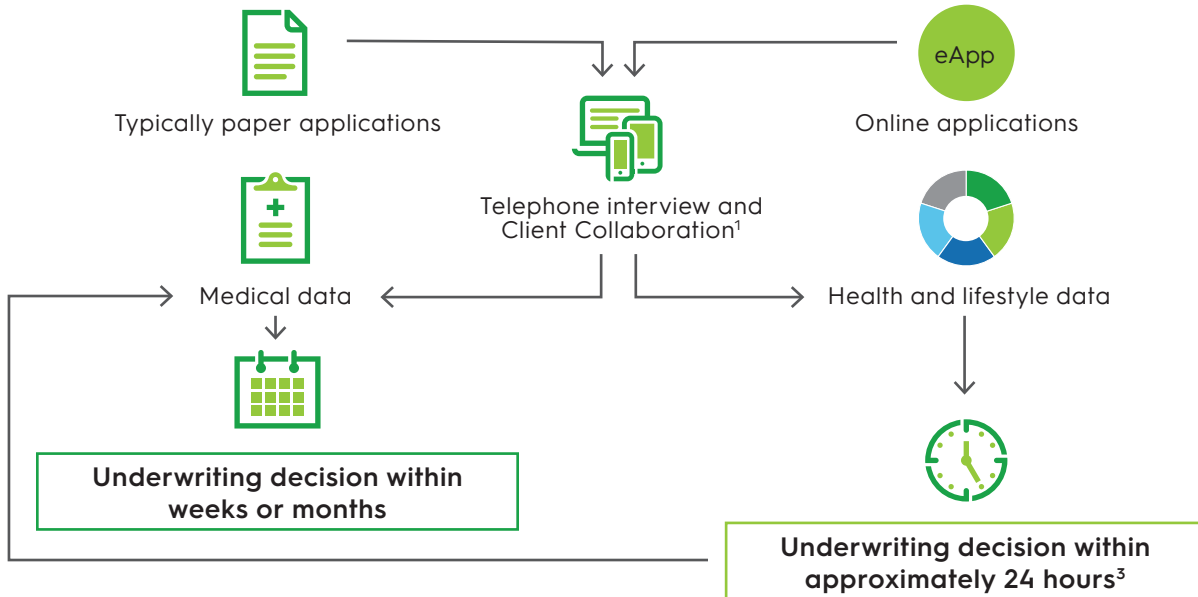 eApp
Typically paper applications
Online applications
Telephone interview and
Client Collaboration¹
Medical data
Health and lifestyle data
Underwriting decision within
weeks or months
Underwriting decision within
approximately 24 hours³